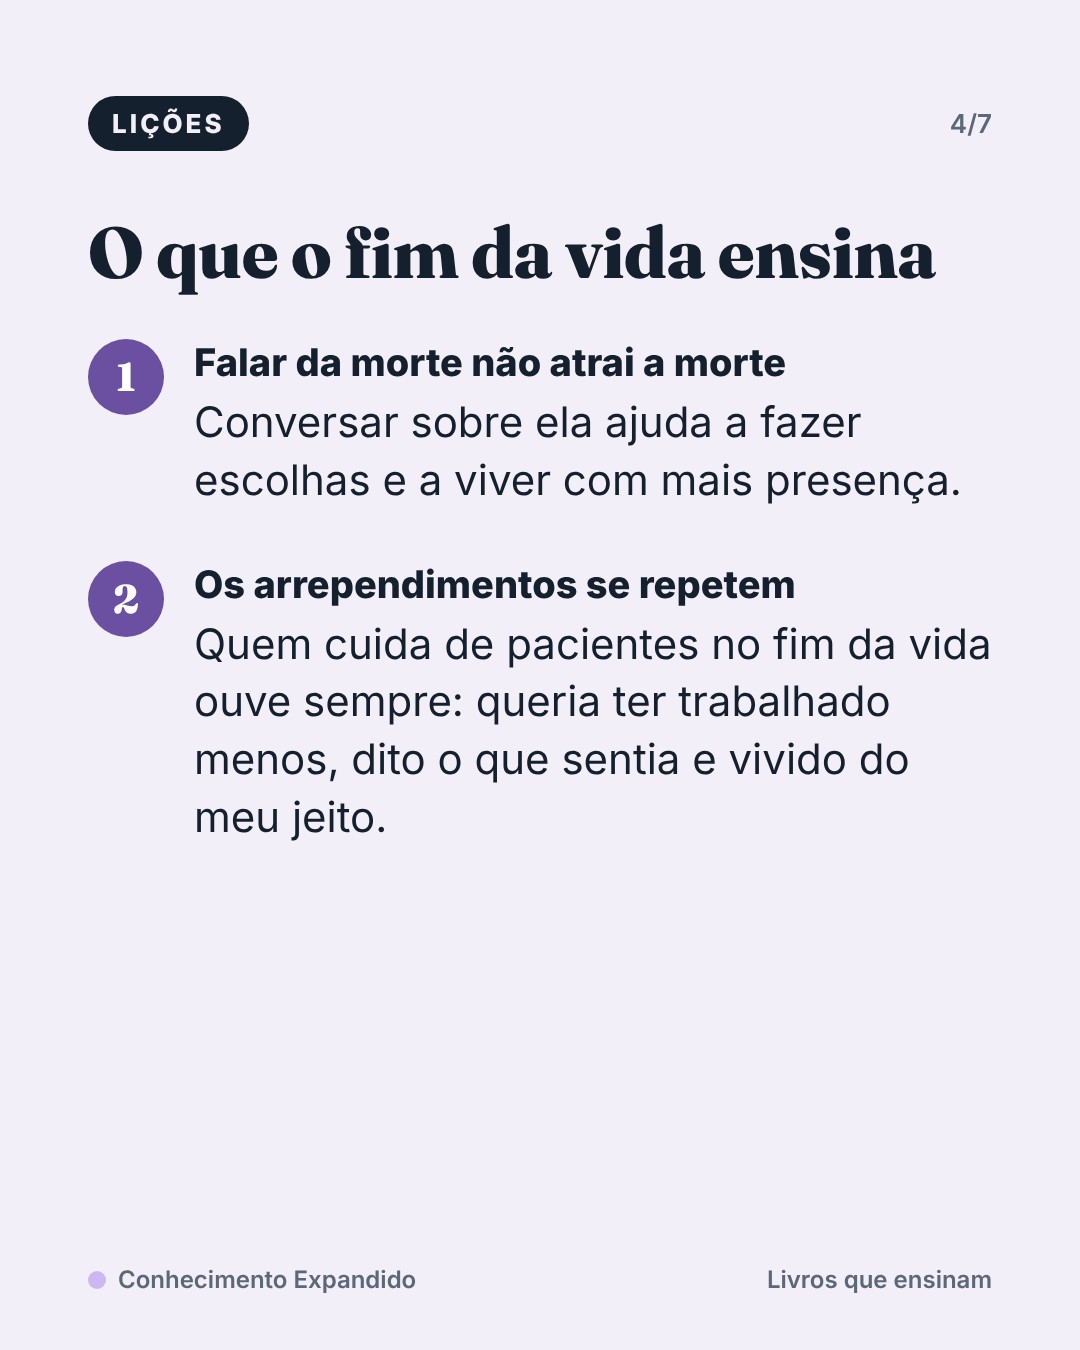 LIÇÕES
4/7
O que o fim da vida ensina
1
Falar da morte não atrai a morte
Conversar sobre ela ajuda a fazer
escolhas e a viver com mais presença.
2
Os arrependimentos se repetem
Quem cuida de pacientes no fim da vida
ouve sempre: queria ter trabalhado
menos, dito o que sentia e vivido do
meu jeito.
Conhecimento Expandido
Livros que ensinam